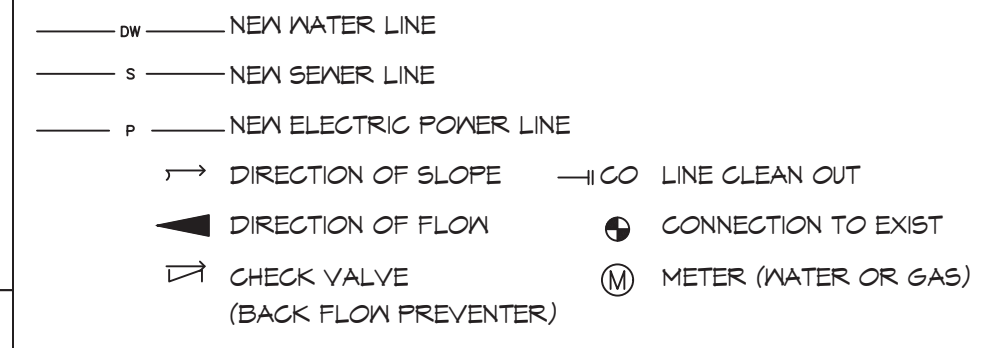 DW NEW WATER LINE
S NEW SEWER LINE
P NEW ELECTRIC POWER LINE
DIRECTION OF SLOPE CO LINE CLEAN OUT
DIRECTION OF FLOW CONNECTION TO EXIST
CHECK VALVE M METER (WATER OR GAS)
(BACK FLOW PREVENTER)